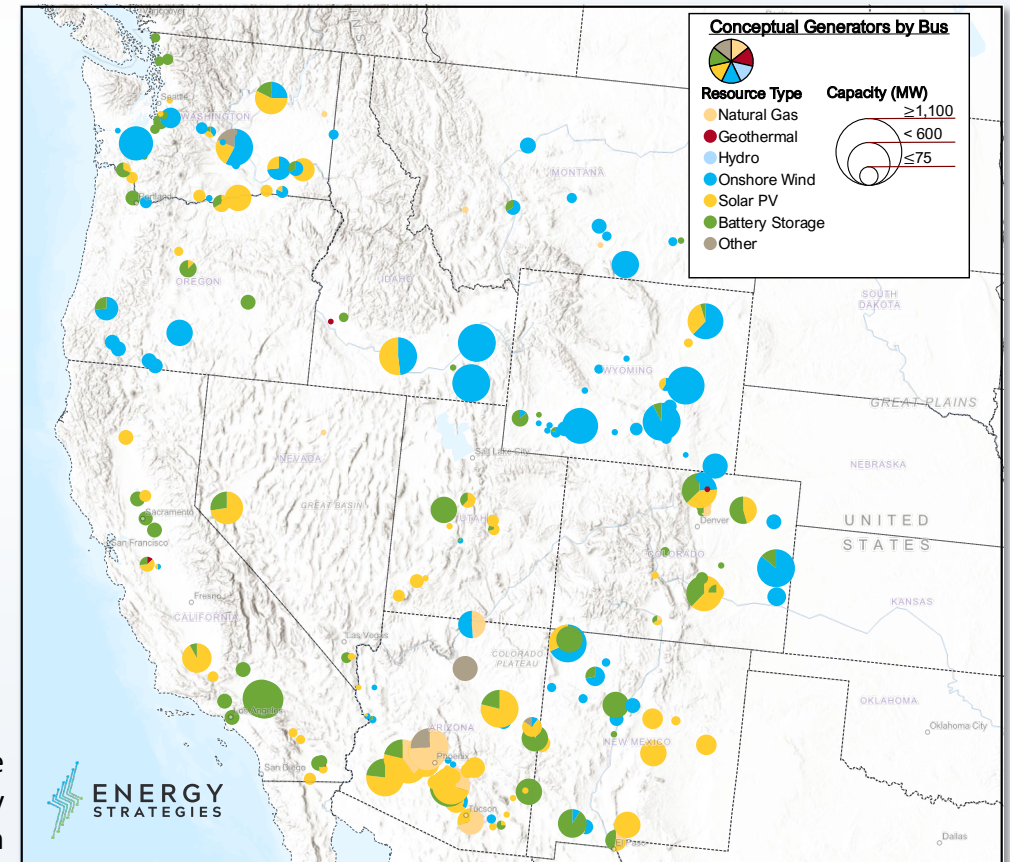 Vancouver
Conceptual Generators by Bus
Resource Type
Capacity (MW)
Natural Gas
Geothermal
Hydro
Onshore Wind
Solar PV
Battery Storage
Other
≥1,100
< 600
≤75
Seattle
WASHINGTON
MONTANA
Portland
OREGON
IDAHO
SOUTH
DAKOTA
WYOMING
GREAT PLAINS
NEVADA
Salt Lake City
NEBRASKA
GREAT BASIN
UTAH
Sacramento
Denver
UNITED
STATES
San Francisco
COLORADO
Fresno
KANSAS
CALIFORNIA
Las Vegas
COLORADO
PLATEAU
OKLAHOMA
Los Angeles
ARIZONA
Oklahoma City
NEW MEXICO
Phoenix
San Diego
Tucson
El Paso
Dallas
ENERGY
STRATEGIES